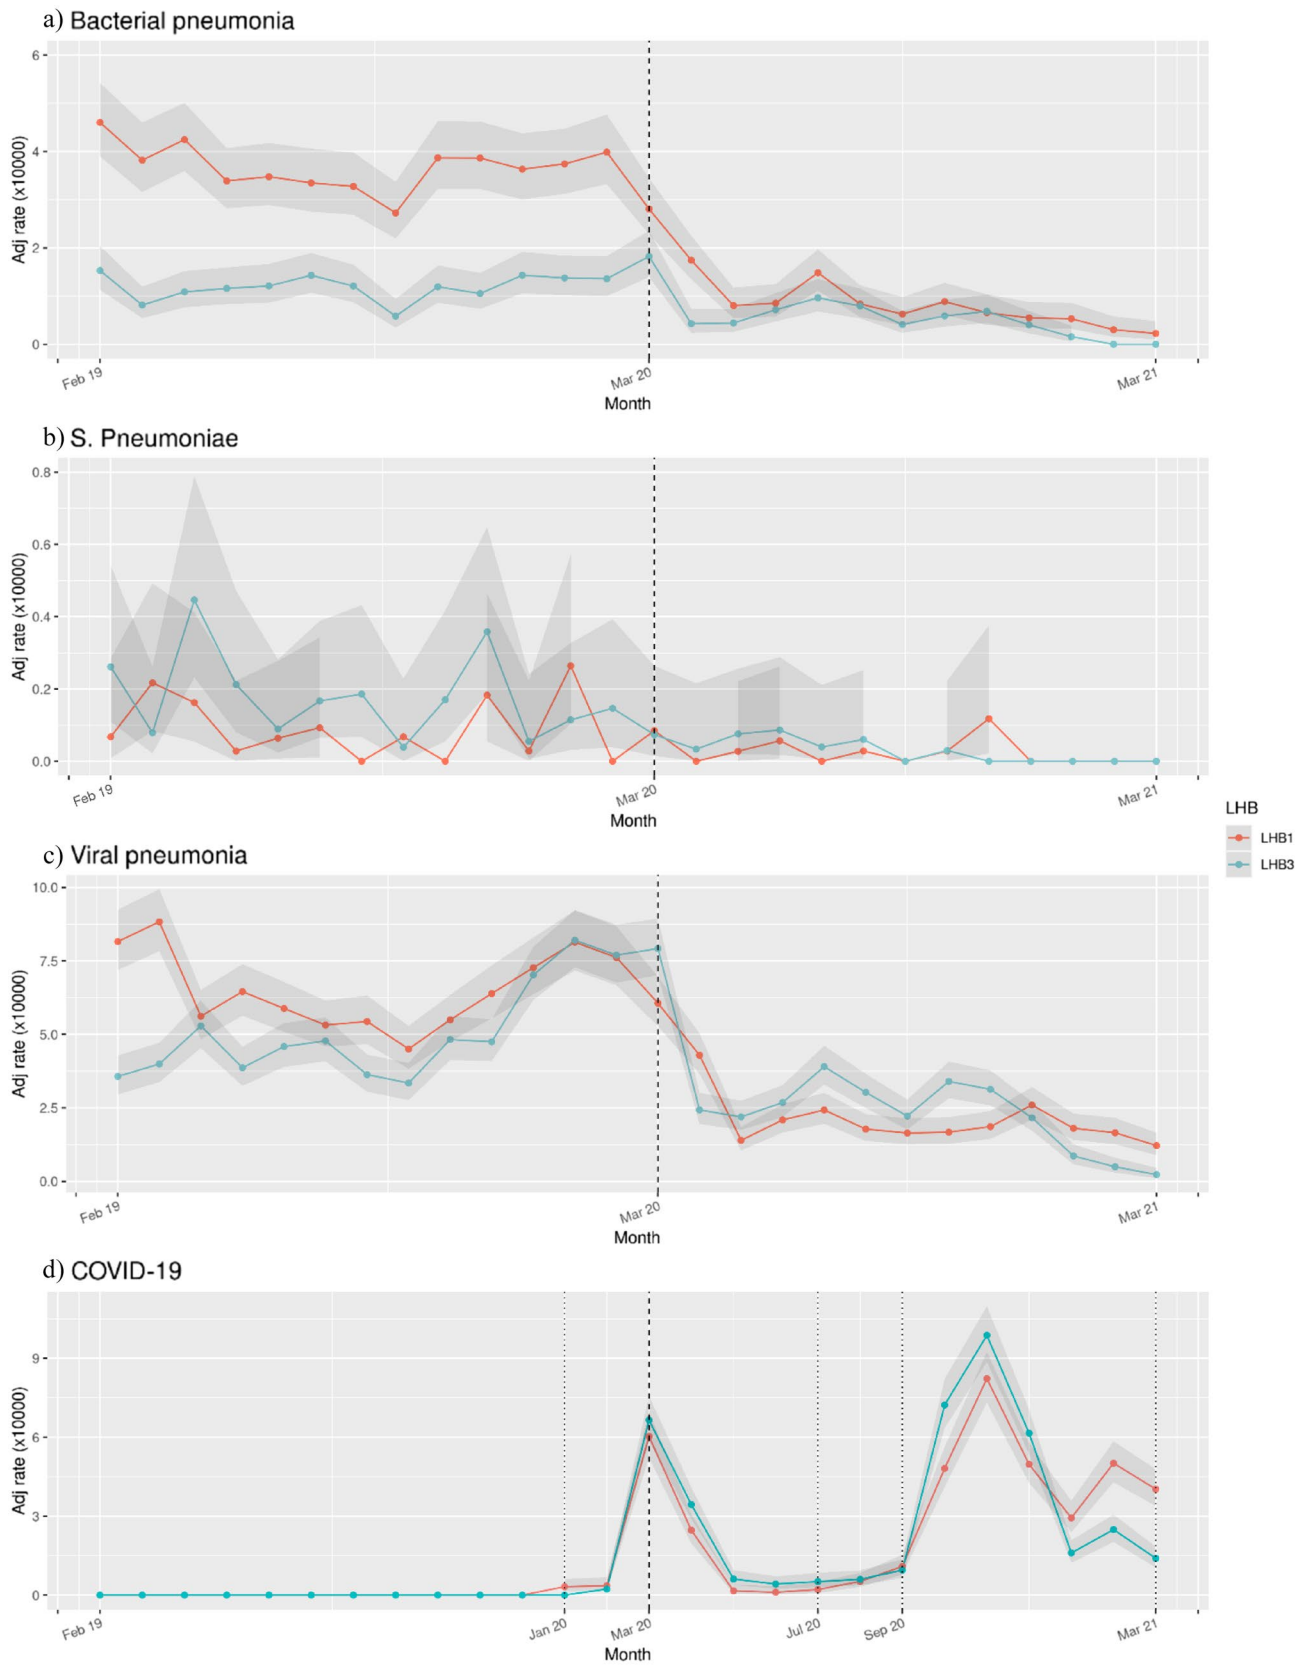 a) Bacterial pneumonia
6
4
2
0
Adj rate (x10000)
Feb 19
Mar 20
Mar 21
Month
b) S. Pneumoniae
0.8
0.6
0.4
0.2
0.0
Adj rate (x10000)
Feb 19
Mar 20
Mar 21
Month
LHB
LHB1
LHB3
c) Viral pneumonia
10.0
7.5
5.0
2.5
0.0
Adj rate (x10000)
Feb 19
Mar 20
Mar 21
Month
d) COVID-19
9
6
3
0
Adj rate (x10000)
Feb 19
Jan 20
Mar 20
Jul 20
Sep 20
Mar 21
Month